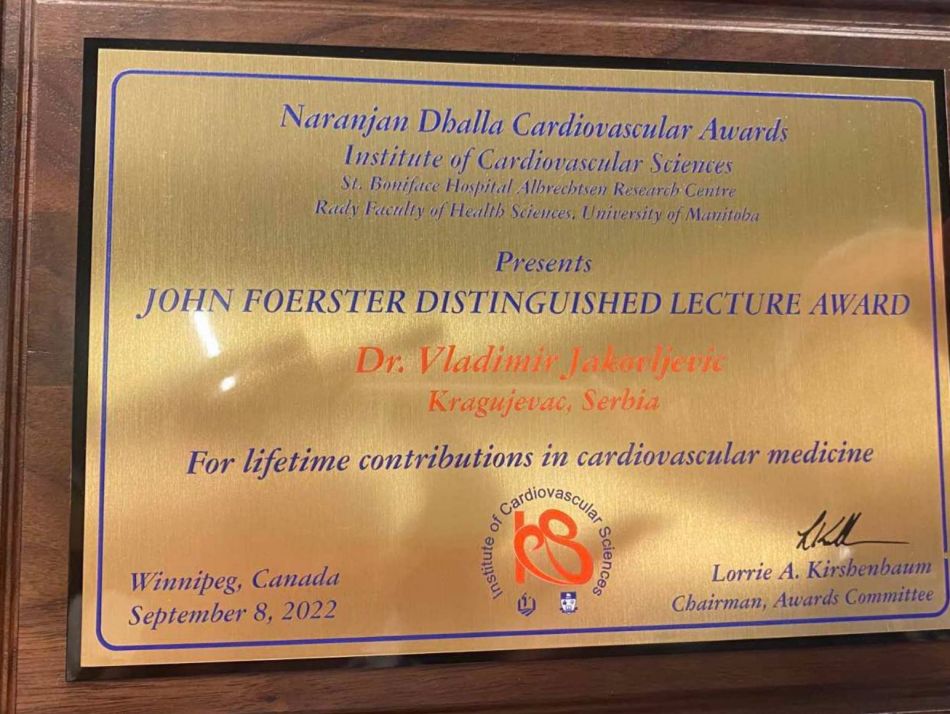 Naranjan Dhalla Cardiovascular Awards
Institute of Cardiovascular Sciences
St. Boniface Hospital Albrechtsen Research Centre
Rady Faculty of Health Sciences, University of Manitoba
Presents
JOHN FOERSTER DISTINGUISHED LECTURE AWARD
Dr. Vladimir Jakovljevic
Kragujevac, Serbia
For lifetime contributions in cardiovascular medicine
Institute of Cardiovascular Sciences
Winnipeg, Canada
September 8, 2022
Lorrie A. Kirshenbaum
Chairman, Awards Committee